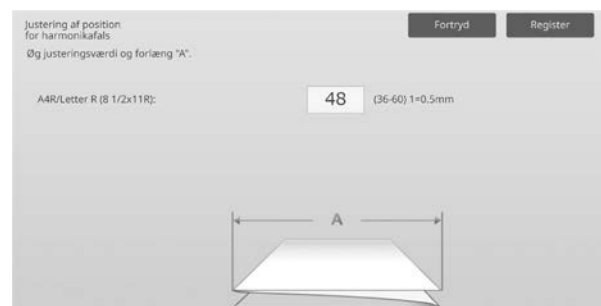 Justering af position
for harmonikafals
Fortryd
Register
Øg justeringsværdi og forlæng "A".
A4R/Letter R (8 1/2x11R):
48
(36-60) 1=0.5mm
A